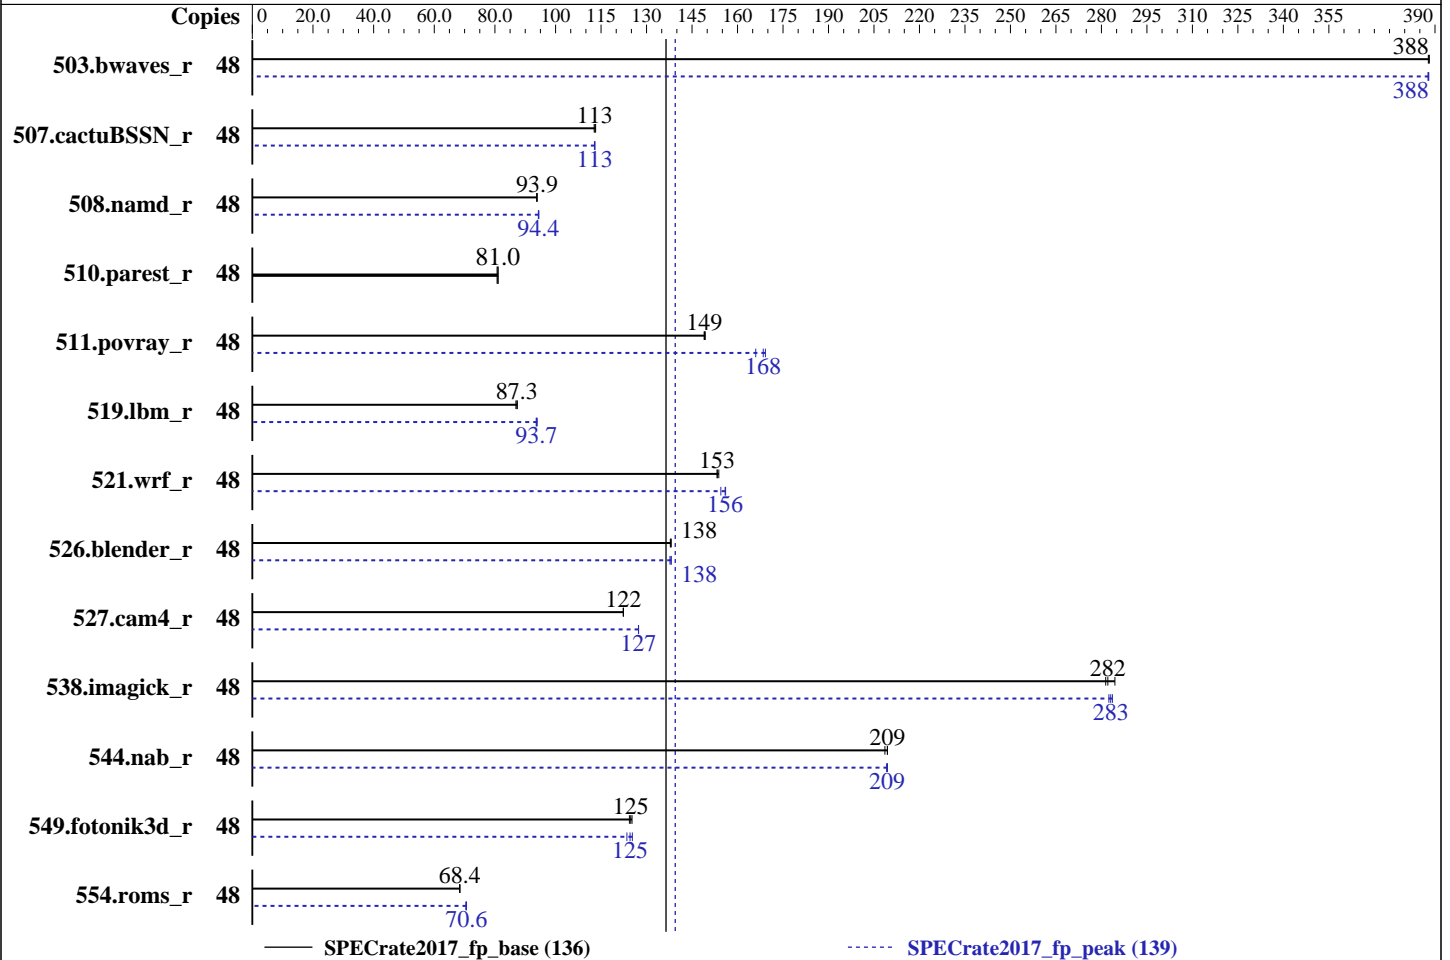 Copies 0 20.0 40.0 60.0 80.0 100 115 130 145 160 175 190 205 220 235 250 265 280 295 310 325 340 355 390
388
503.bwaves_r 48
388
113
507.cactuBSSN_r 48
113
93.9
508.namd_r 48
94.4
81.0
510.parest_r 48
149
511.povray_r 48
168
87.3
519.lbm_r 48
93.7
153
521.wrf_r 48
156
138
526.blender_r 48
138
122
527.cam4_r 48
127
282
538.imagick_r 48
283
209
544.nab_r 48
209
125
549.fotonik3d_r 48
125
68.4
554.roms_r 48
70.6
SPECrate2017_fp_base (136) SPECrate2017_fp_peak (139)